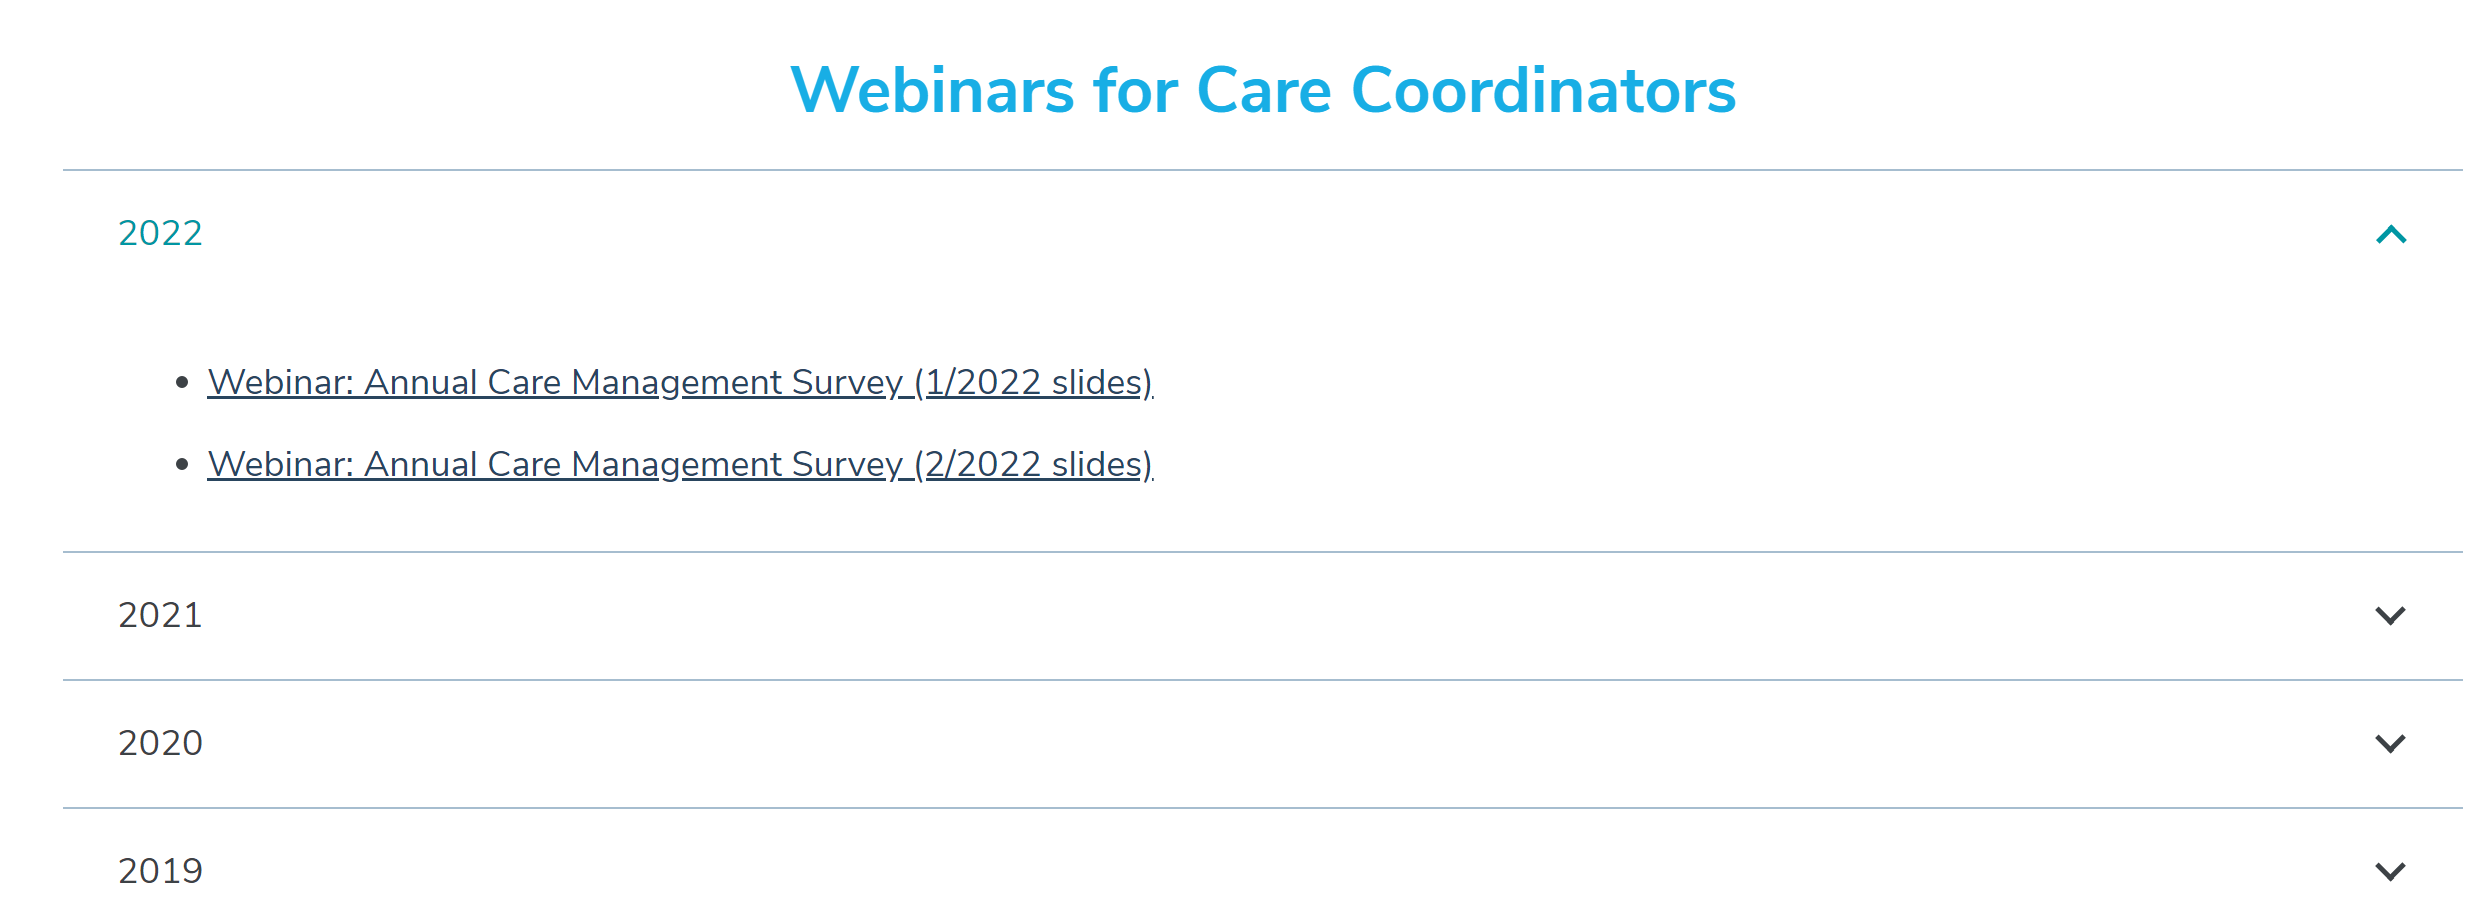 Webinars for Care Coordinators
2022
Webinar: Annual Care Management Survey (1/2022 slides)
Webinar: Annual Care Management Survey (2/2022 slides)
2021
2020
2019